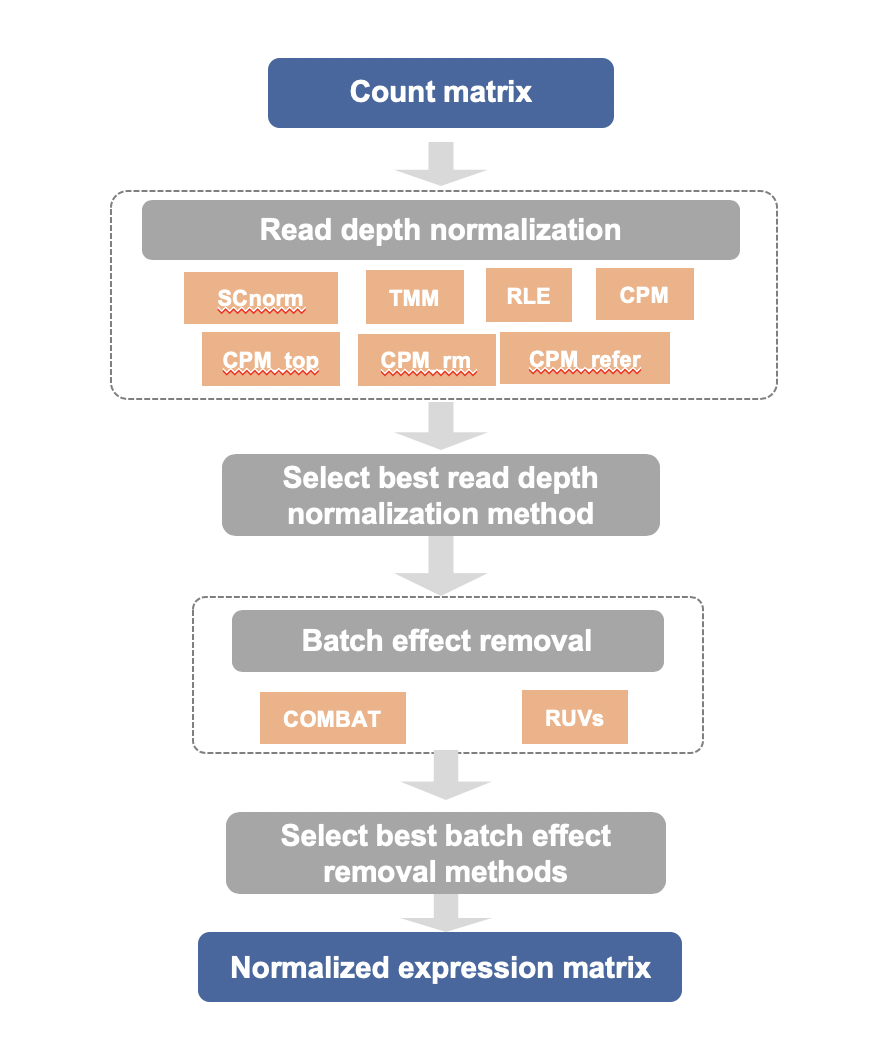 Count matrix
Read depth normalization
SCnorm
TMM
RLE
CPM
CPM_top
CPM_rm
CPM_refer
Select best read depth
normalization method
Batch effect removal
COMBAT
RUVs
Select best batch effect
removal methods
Normalized expression matrix